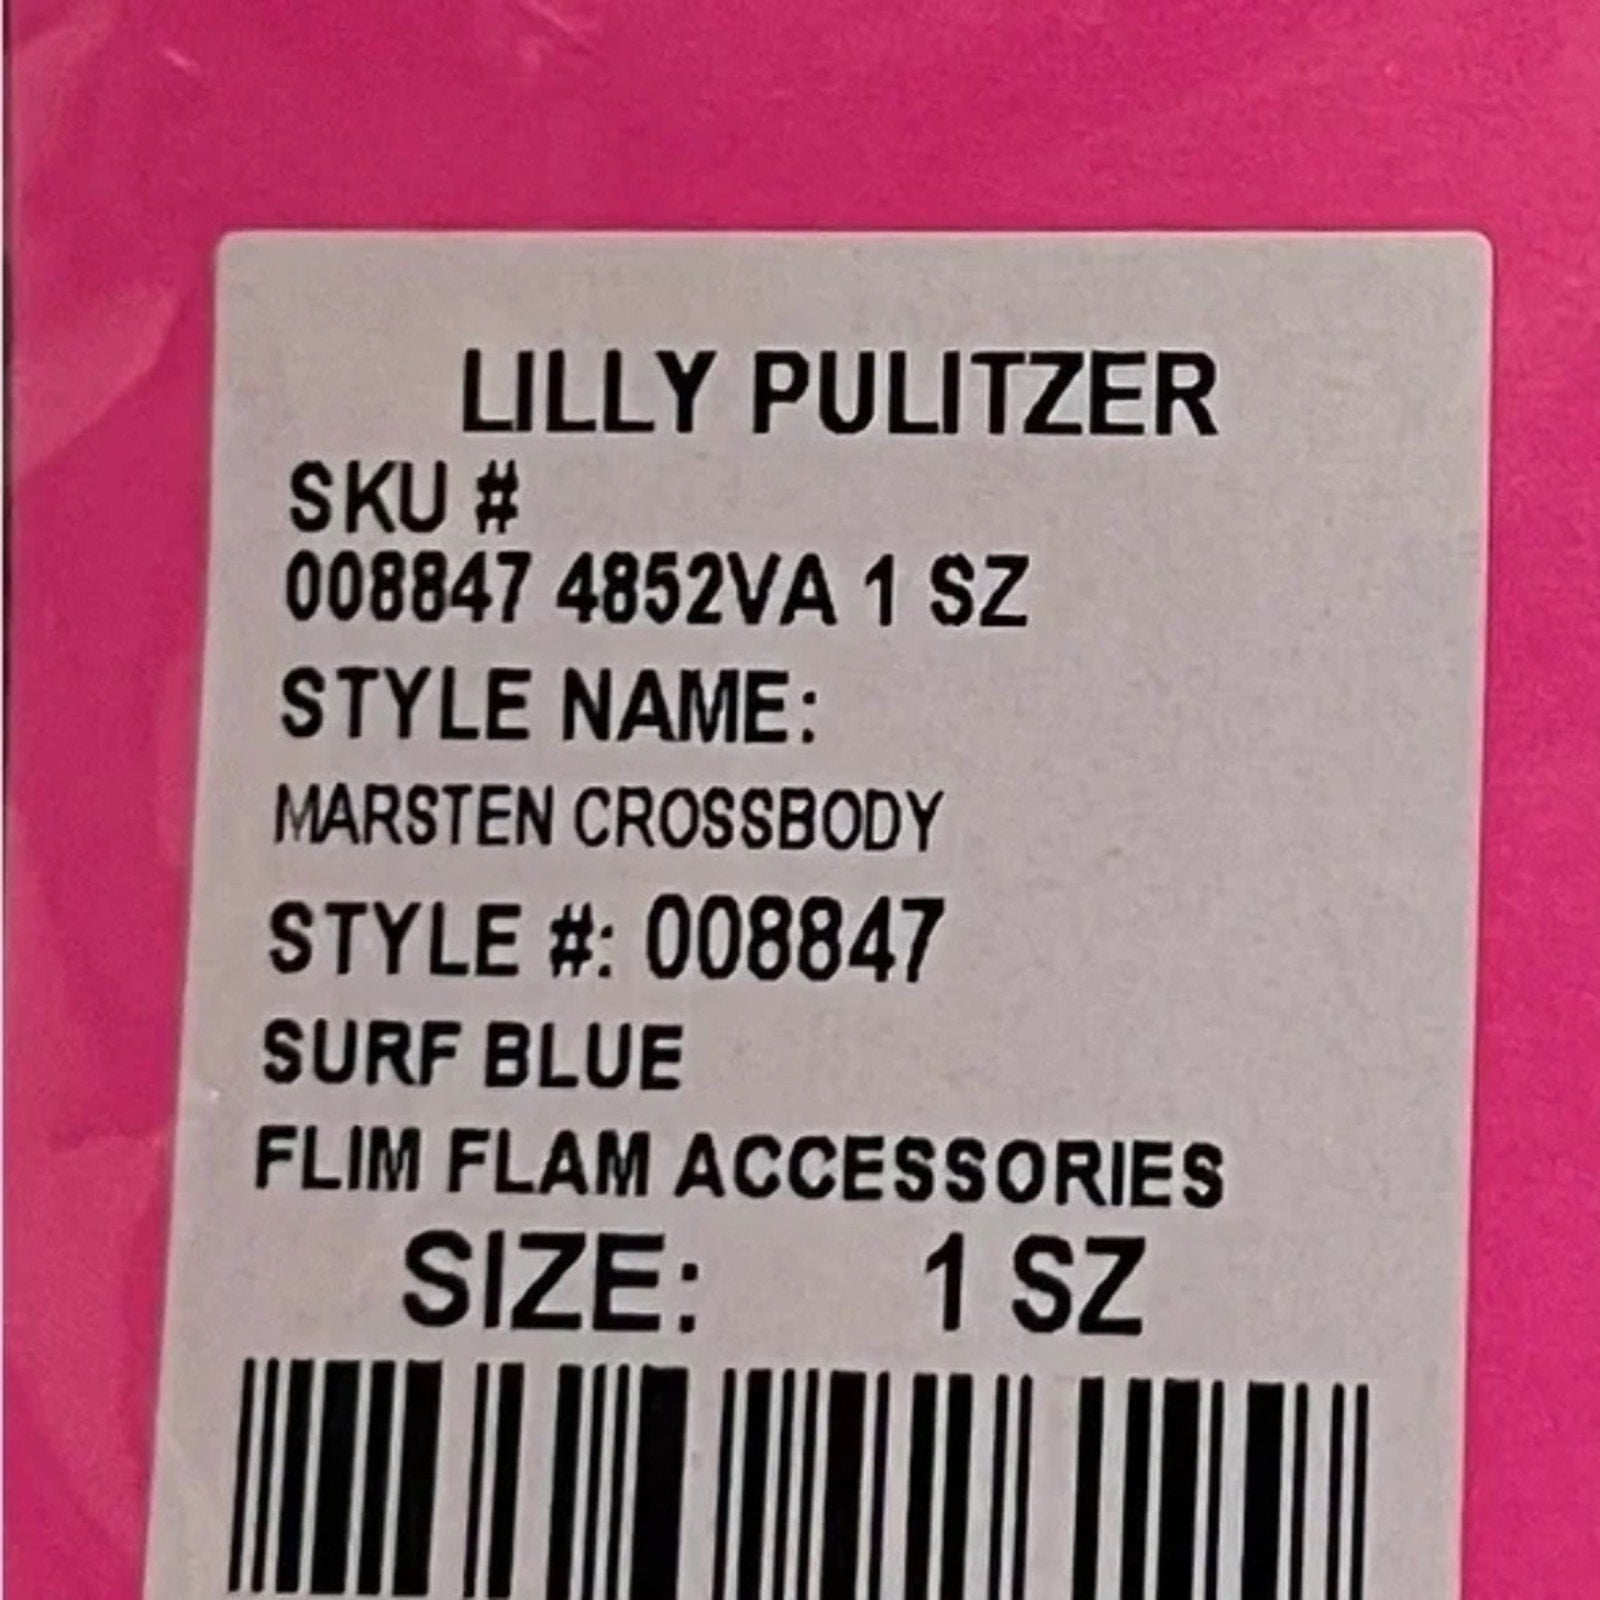 LILLY PULITZER
SKU #
008847 4852VA 1 SZ
STYLE NAME:
MARSTEN CROSSBODY
STYLE #: 008847
SURF BLUE
FLIM FLAM ACCESSORIES
SIZE: 1 SZ